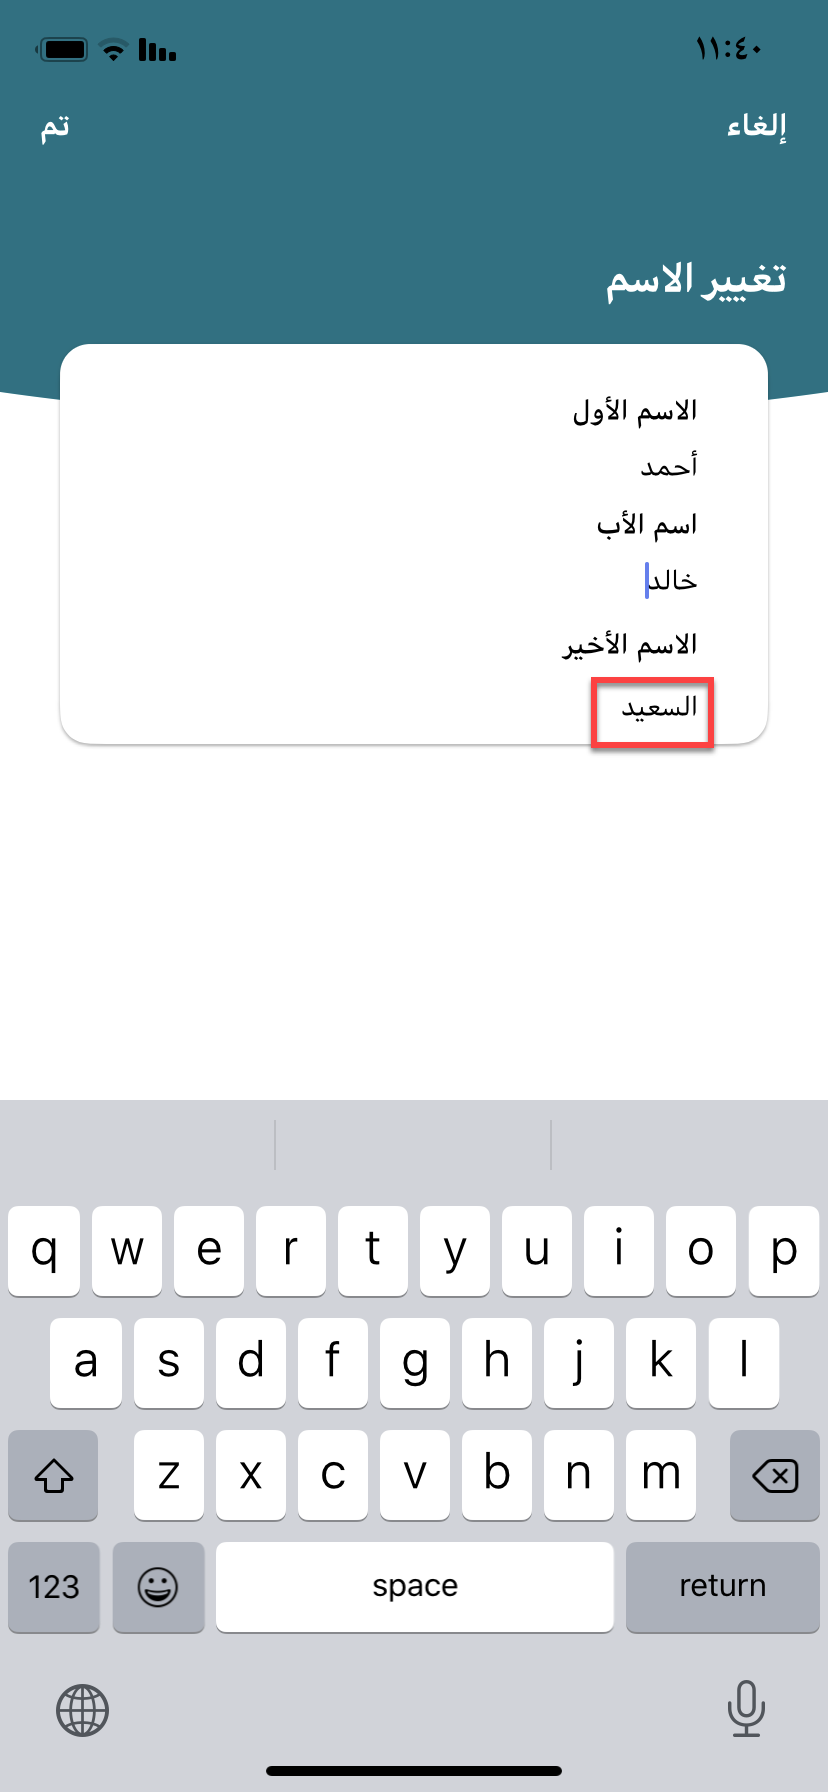 ١١:٤٠
إلغاء
تم
تغيير الاسم
الاسم الأول
أحمد
اسم الأب
خالد
الاسم الأخير
السعيد
q w e r t y u i o p
a s d f g h j k l
z x c v b n m
123 space return